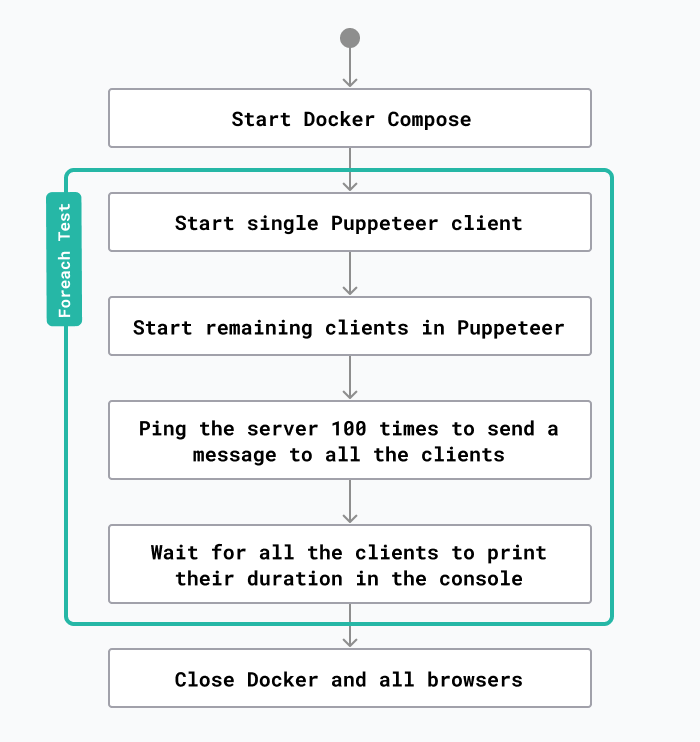 Start Docker Compose
Foreach Test
Start single Puppeteer client
Start remaining clients in Puppeteer
Ping the server 100 times to send a
message to all the clients
Wait for all the clients to print
their duration in the console
Close Docker and all browsers